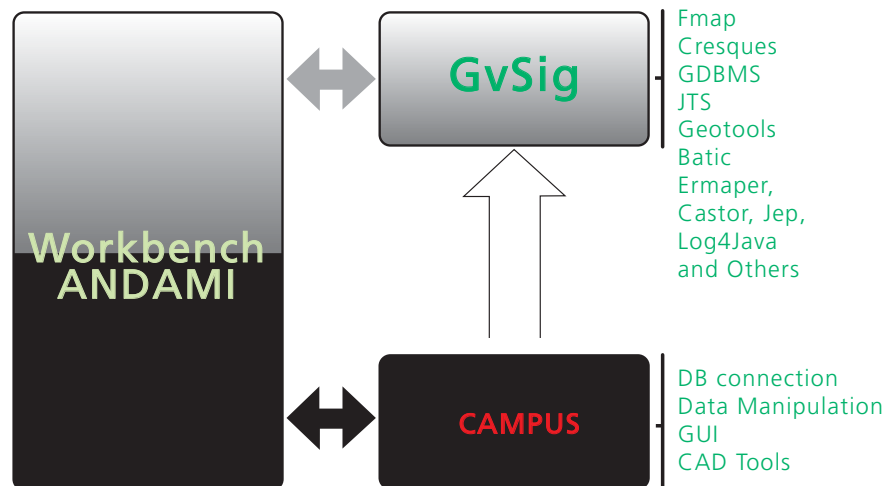 Workbench
ANDAMI
GvSig
Fmap
Cresques
GDBMS
JTS
Geotools
Batic
Ermaper,
Castor, Jep,
Log4Java
and Others
CAMPUS
DB connection
Data Manipulation
GUI
CAD Tools